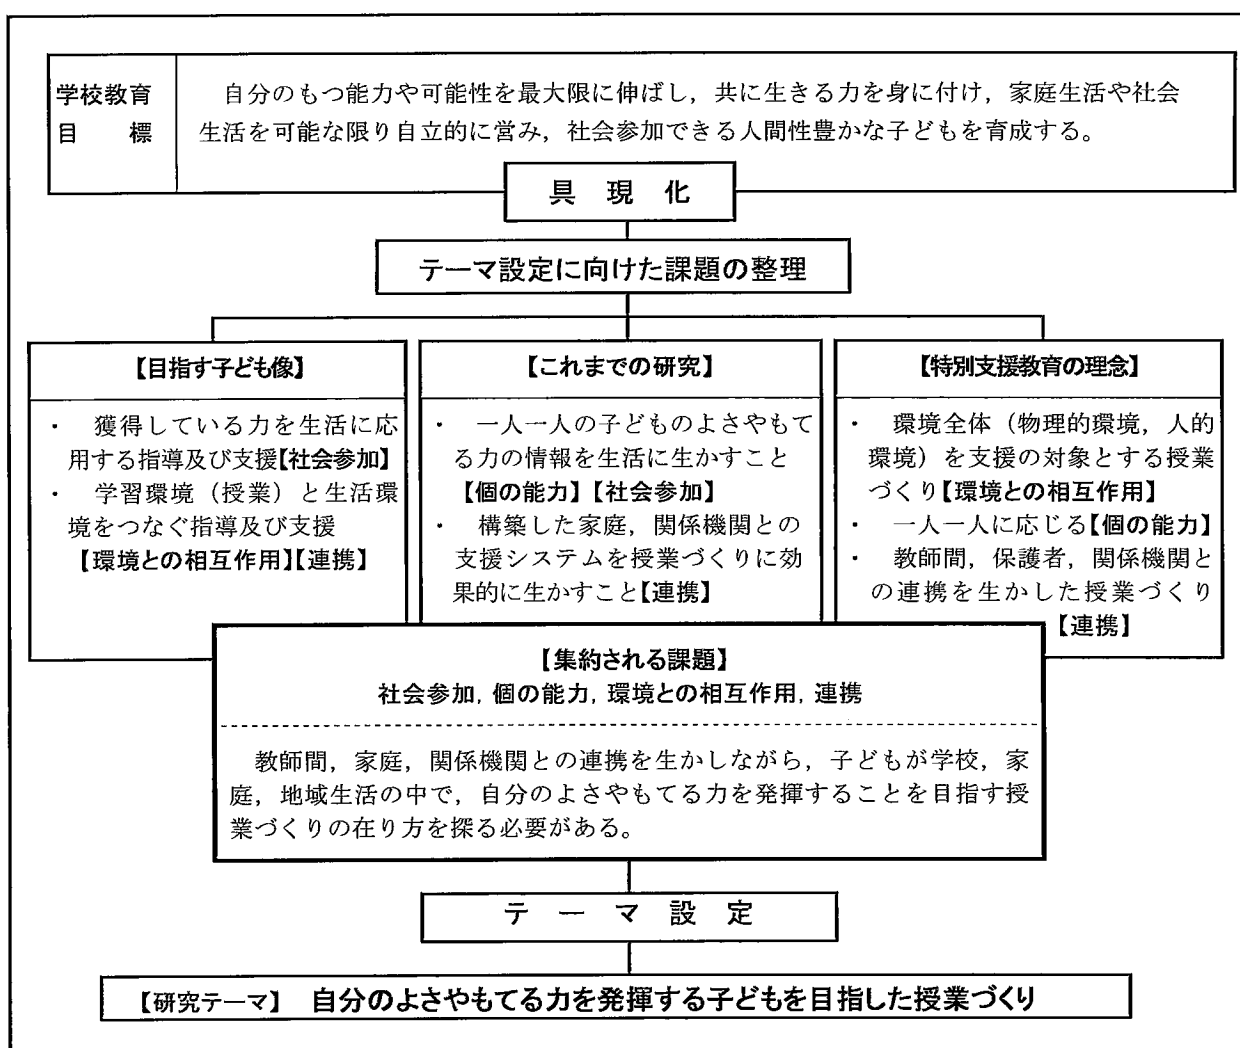 学校教育
目　標
自分のもつ能力や可能性を最大限に伸ばし，共に生きる力を身に付け，家庭生活や社会
生活を可能な限り自立的に営み，社会参加できる人間性豊かな子どもを育成する。
具　現　化
テーマ設定に向けた課題の整理
【目指す子ども像】
・　獲得している力を生活に応
用する指導及び支援【社会参加】
・　学習環境（授業）と生活環
境をつなぐ指導及び支援
【環境との相互作用】【連携】
【これまでの研究】
・　一人一人の子どものよさやもて
る力の情報を生活に生かすこと
【個の能力】【社会参加】
・　構築した家庭，関係機関との
支援システムを授業づくりに効
果的に生かすこと【連携】
【特別支援教育の理念】
・　環境全体（物理的環境，人的
環境）を支援の対象とする授業
づくり【環境との相互作用】
・　一人一人に応じる【個の能力】
・　教師間，保護者，関係機関と
の連携を生かした授業づくり
【連携】
【集約される課題】
社会参加，個の能力，環境との相互作用，連携
教師間，家庭，関係機関との連携を生かしながら，子どもが学校，家
庭，地域生活の中で，自分のよさやもてる力を発揮することを目指す授
業づくりの在り方を探る必要がある。
テ　ー　マ　設　定
【研究テーマ】　自分のよさやもてる力を発揮する子どもを目指した授業づくり